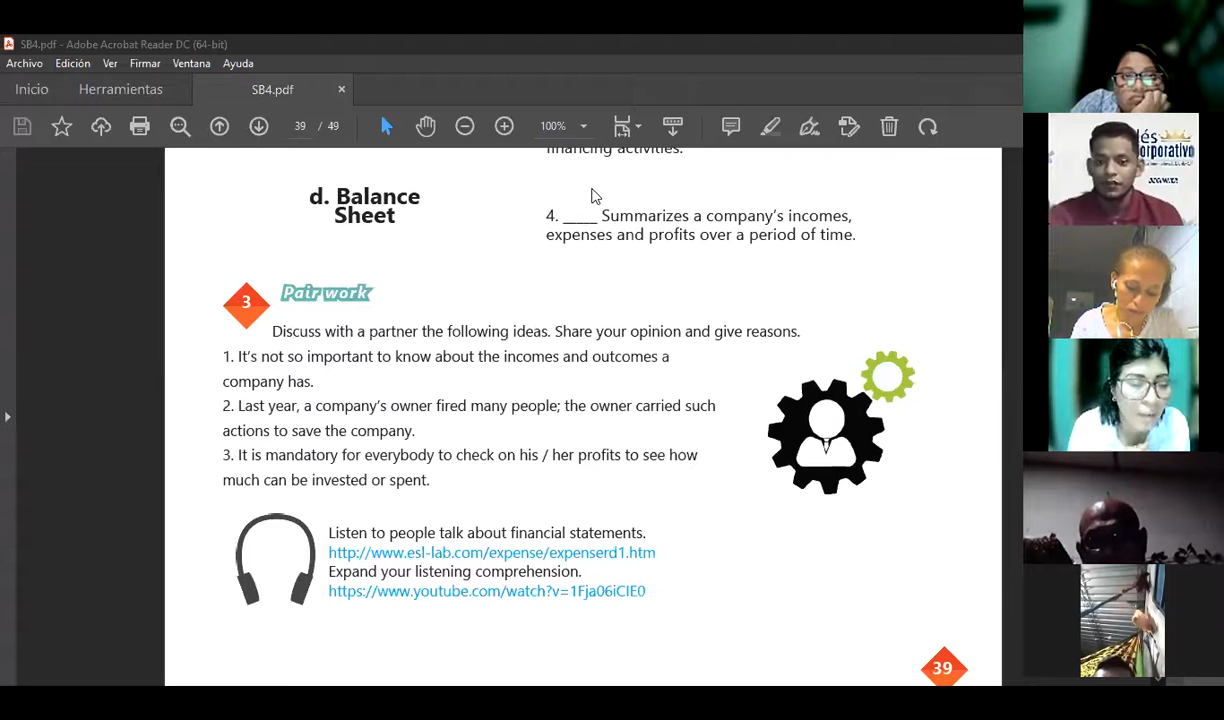 SB4.pdf - Adobe Acrobat Reader DC (64-bit)
Archivo Edición Ver Firmar Ventana Ayuda
Inicio Herramientas SB4.pdf ×
39 / 49 100%
financing activities.
d. Balance
Sheet
4. _____ Summarizes a company's incomes,
expenses and profits over a period of time.
3 Pair work
Discuss with a partner the following ideas. Share your opinion and give reasons.
1. It's not so important to know about the incomes and outcomes a
company has.
2. Last year, a company's owner fired many people; the owner carried such
actions to save the company.
3. It is mandatory for everybody to check on his / her profits to see how
much can be invested or spent.
Listen to people talk about financial statements.
http://www.esl-lab.com/expense/expenserd1.htm
Expand your listening comprehension.
https://www.youtube.com/watch?v=1Fja06iCIE0
39
lés
orporativo